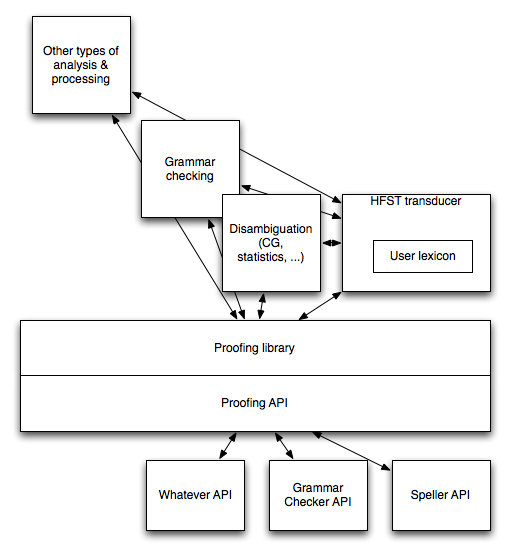 Other types of
analysis &
processing
Grammar
checking
HFST transducer
Disambiguation
(CG,
statistics, ...)
User lexicon
Proofing library
Proofing API
Whatever API
Grammar
Checker API
Speller API